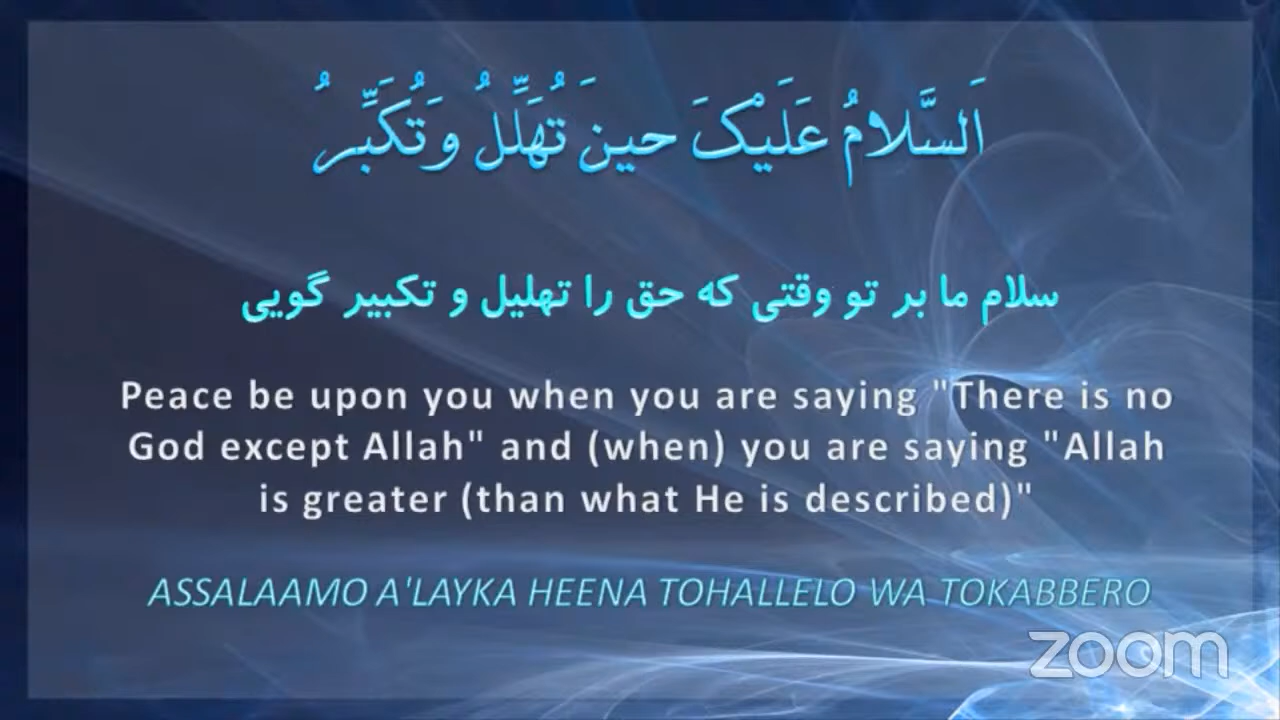 اَلسَّلامُ عَلَيْکَ حينَ تُهَلِّلُ وَتُکَبِّرُ
سلام ما بر تو وقتی که حق را تهلیل و تکبیر گویی
Peace be upon you when you are saying "There is no
God except Allah" and (when) you are saying "Allah
is greater (than what He is described)"
ASSALAAMO A'LAYKA HEENA TOHALLELO WA TOKABBERO
zoom